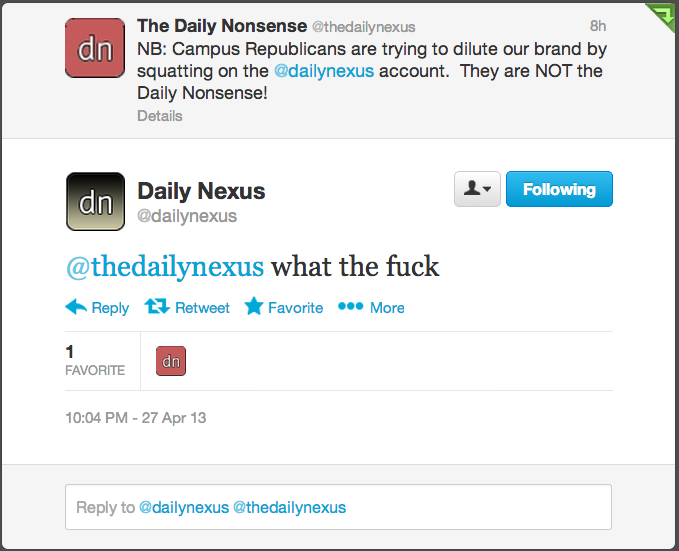 dn
The Daily Nonsense @thedailynexus 8h
NB: Campus Republicans are trying to dilute our brand by
squatting on the @dailynexus account. They are NOT the
Daily Nonsense!
Details
dn
Daily Nexus
@dailynexus
Following
@thedailynexus what the fuck
Reply Retweet Favorite More
1
FAVORITE
dn
10:04 PM - 27 Apr 13
Reply to @dailynexus @thedailynexus